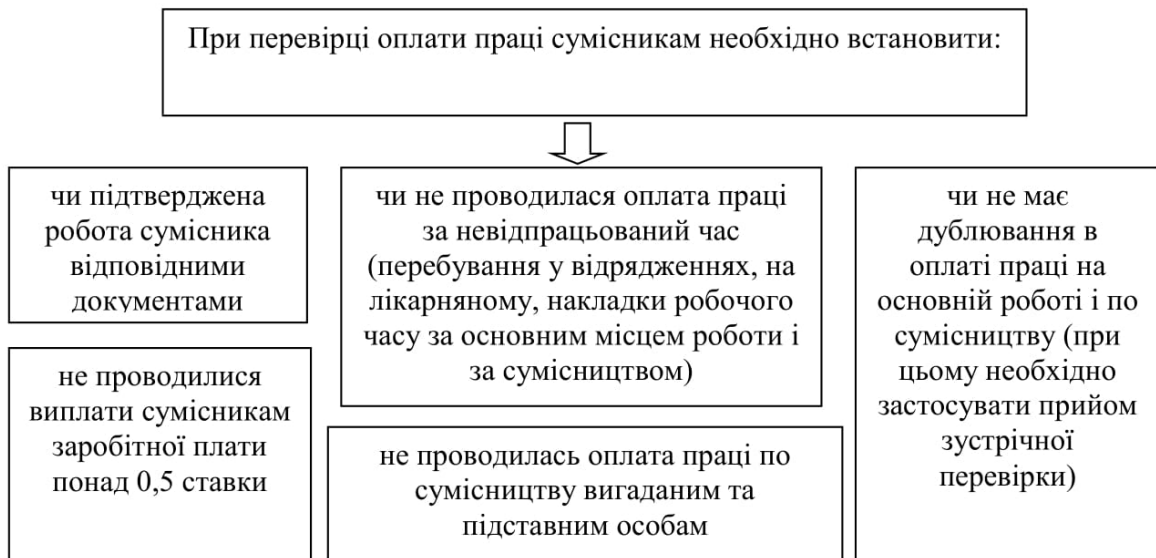 При перевірці оплати праці сумісникам необхідно встановити:
чи підтверджена
робота сумісника
відповідними
документами
чи не проводилася оплата праці
за невідпрацьований час
(перебування у відрядженнях, на
лікарняному, накладки робочого
часу за основним місцем роботи і
за сумісництвом)
чи не має
дублювання в
оплаті праці на
основній роботі і по
сумісництву (при
цьому необхідно
застосувати прийом
зустрічної
перевірки)
не проводилися
виплати сумісникам
заробітної плати
понад 0,5 ставки
не проводилась оплата праці по
сумісництву вигаданим та
підставним особам